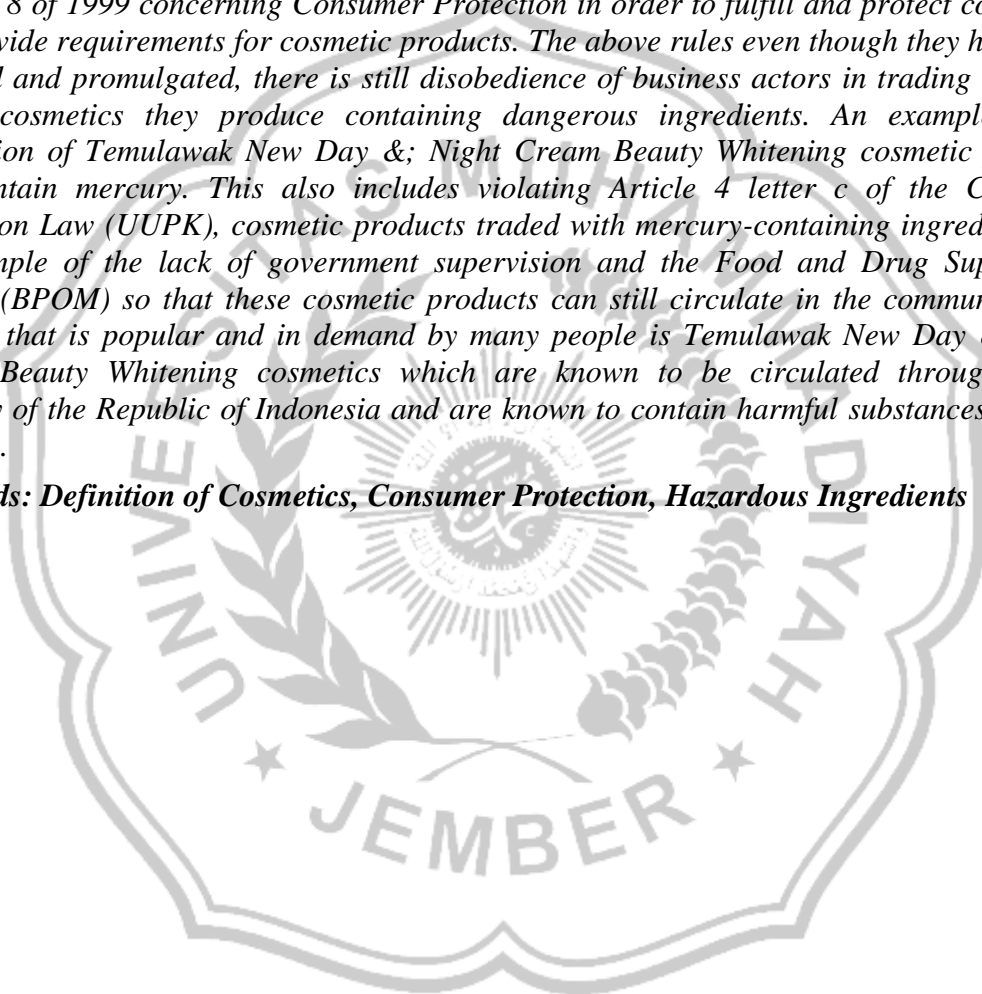 8 of 1999 concerning Consumer Protection in order to fulfill and protect co
vide requirements for cosmetic products. The above rules even though they h
l and promulgated, there is still disobedience of business actors in trading
cosmetics they produce containing dangerous ingredients. An example
ion of Temulawak New Day &; Night Cream Beauty Whitening cosmetic
ntain mercury. This also includes violating Article 4 letter c of the C
on Law (UUPK), cosmetic products traded with mercury-containing ingred
mple of the lack of government supervision and the Food and Drug Sup
(BPOM) so that these cosmetic products can still circulate in the commun
that is popular and in demand by many people is Temulawak New Day
Beauty Whitening cosmetics which are known to be circulated throug
y of the Republic of Indonesia and are known to contain harmful substances
.
ds: Definition of Cosmetics, Consumer Protection, Hazardous Ingredients
UNIVERSITAS MUHAMMADIYAH
JEMBER